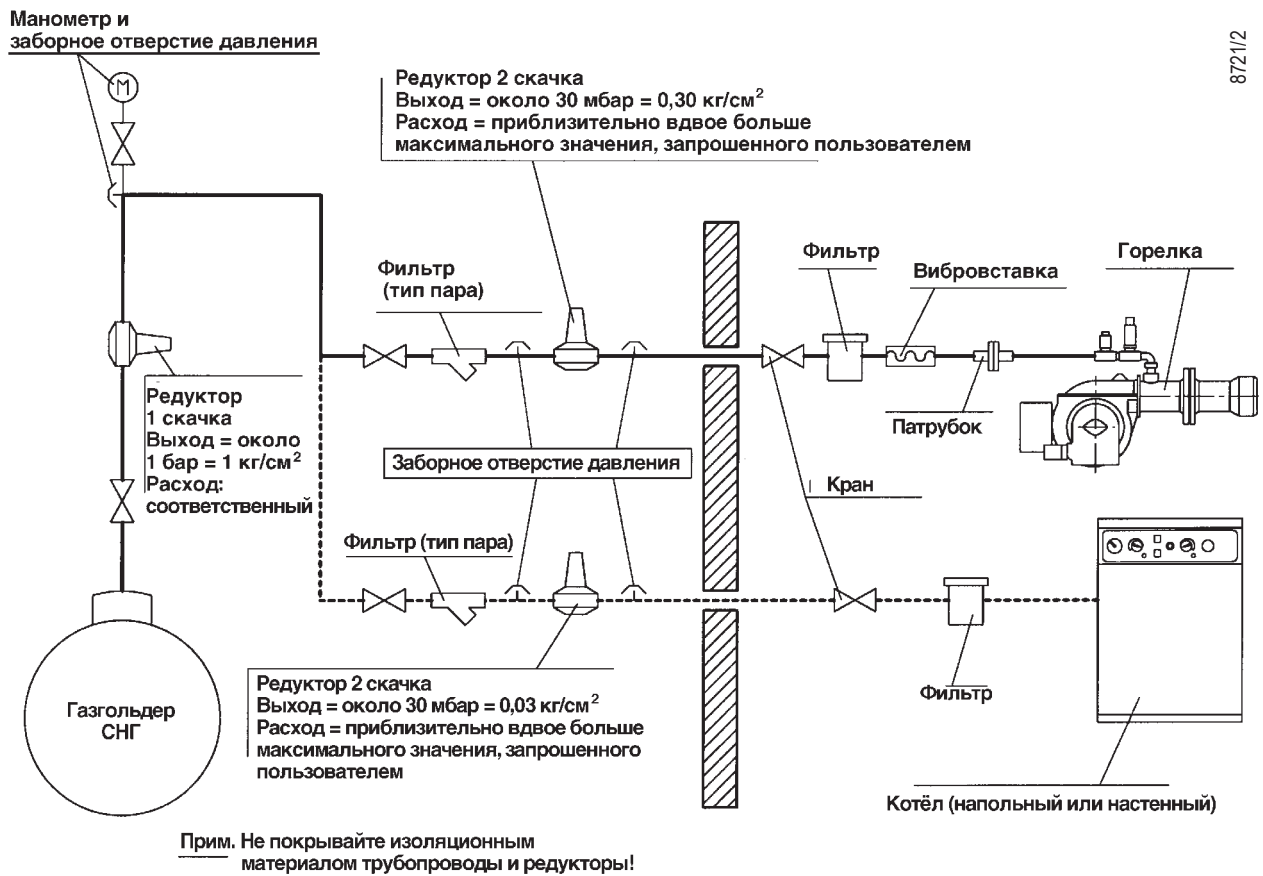 Манометр и
заборное отверстие давления
8721/2
M
Редуктор 2 скачка
Выход = около 30 мбар = 0,30 кг/см²
Расход = приблизительно вдвое больше
максимального значения, запрошенного пользователем
Фильтр
(тип пара)
Фильтр
Вибровставка
Горелка
Редуктор
1 скачка
Выход = около
1 бар = 1 кг/см²
Расход:
соответственный
Патрубок
Заборное отверстие давления
Кран
Фильтр (тип пара)
Газгольдер
СНГ
Редуктор 2 скачка
Выход = около 30 мбар = 0,03 кг/см²
Расход = приблизительно вдвое больше
максимального значения, запрошенного
пользователем
Фильтр
Котёл (напольный или настенный)
Прим. Не покрывайте изоляционным
материалом трубопроводы и редукторы!